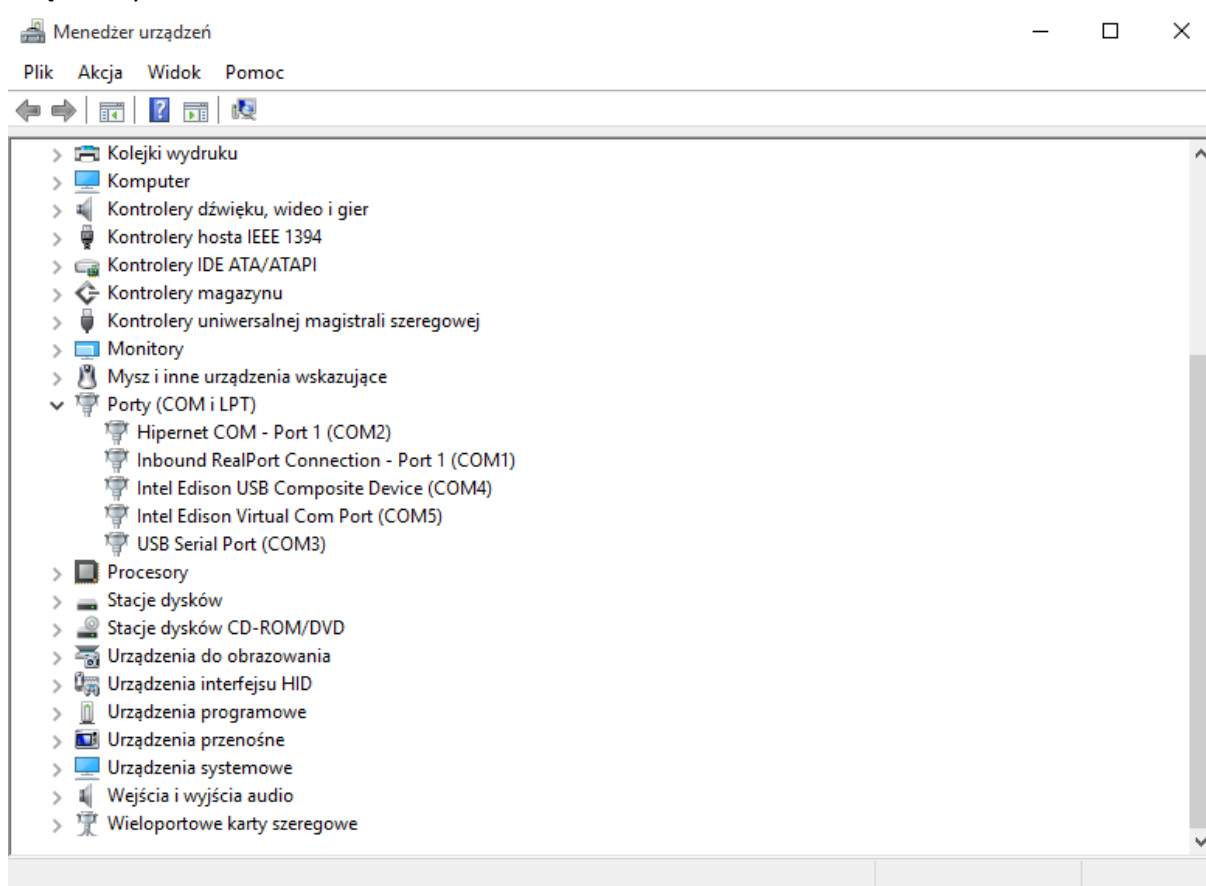 Menedżer urządzeń
Plik Akcja Widok Pomoc
Kolejki wydruku
Komputer
Kontrolery dźwięku, wideo i gier
Kontrolery hosta IEEE 1394
Kontrolery IDE ATA/ATAPI
Kontrolery magazynu
Kontrolery uniwersalnej magistrali szeregowej
Monitory
Mysz i inne urządzenia wskazujące
Porty (COM i LPT)
Hipernet COM - Port 1 (COM2)
Inbound RealPort Connection - Port 1 (COM1)
Intel Edison USB Composite Device (COM4)
Intel Edison Virtual Com Port (COM5)
USB Serial Port (COM3)
Procesory
Stacje dysków
Stacje dysków CD-ROM/DVD
Urządzenia do obrazowania
Urządzenia interfejsu HID
Urządzenia programowe
Urządzenia przenośne
Urządzenia systemowe
Wejścia i wyjścia audio
Wieloportowe karty szeregowe